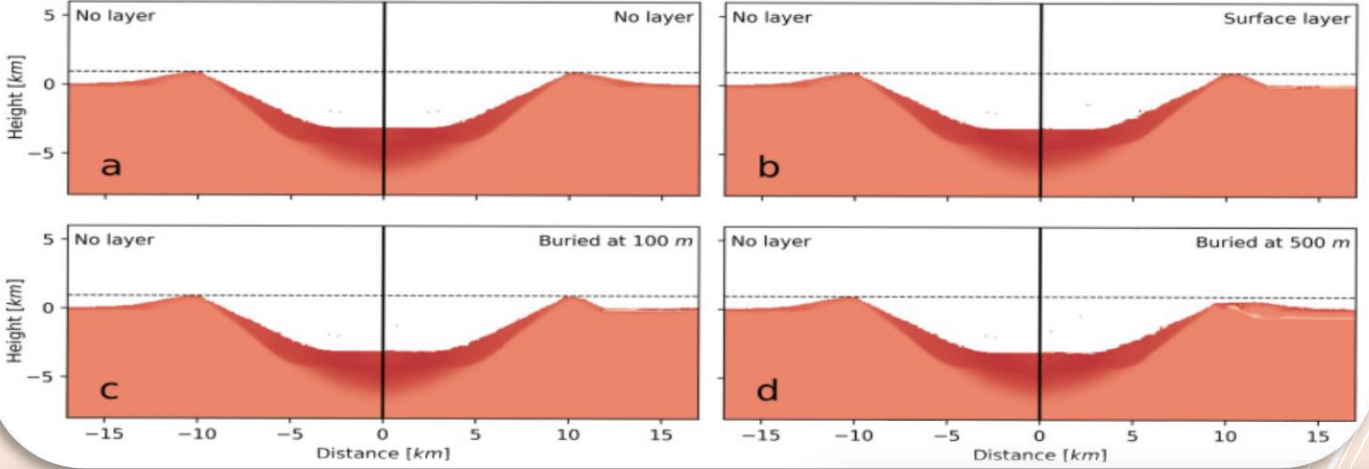 5
No layer
No layer
0
−5
Height [km]
a
No layer
Surface layer
b
5
No layer
Buried at 100 m
0
−5
Height [km]
c
−15
−10
−5
0
5
10
15
Distance [km]
No layer
Buried at 500 m
d
−15
−10
−5
0
5
10
15
Distance [km]